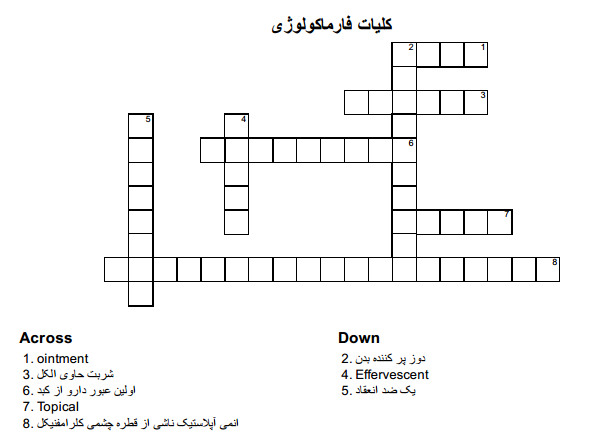 کلیات فارماکولوژی
2 1
3
5 4
6
7
8
Across
1. ointment
3. شربت حاوی الکل
6. اولین عبور دارو از کبد
7. Topical
8. انمی آپلاستیک ناشی از قطره چشمی کلرامفنیکل
Down
2. دوز پر کننده بدن
4. Effervescent
5. یک ضد انعقاد